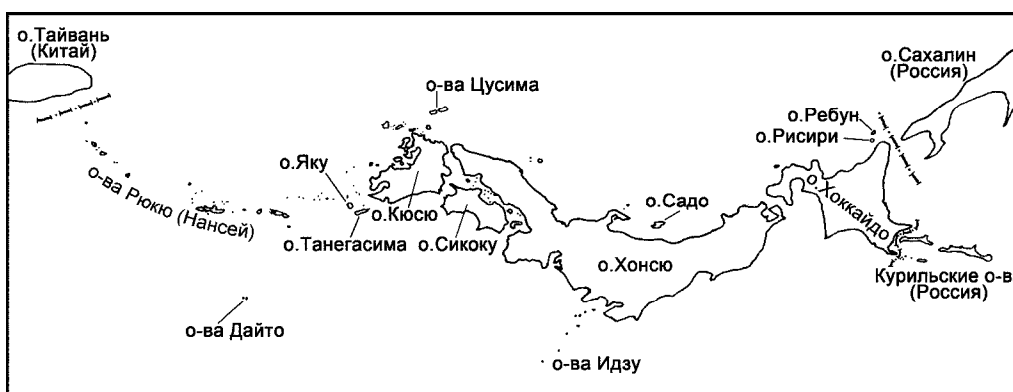 о.Тайвань
(Китай)
о.Сахалин
(Россия)
о-ва Цусима
о.Ребун
о.Рисири
о.Яку
о-ва Рюкю (Нансей)
о.Кюсю
о.Садо
о.Хоккайдо
о.Танегасима
о.Сикоку
о.Хонсю
Курильские о-в
(Россия)
о-ва Дайто
о-ва Идзу